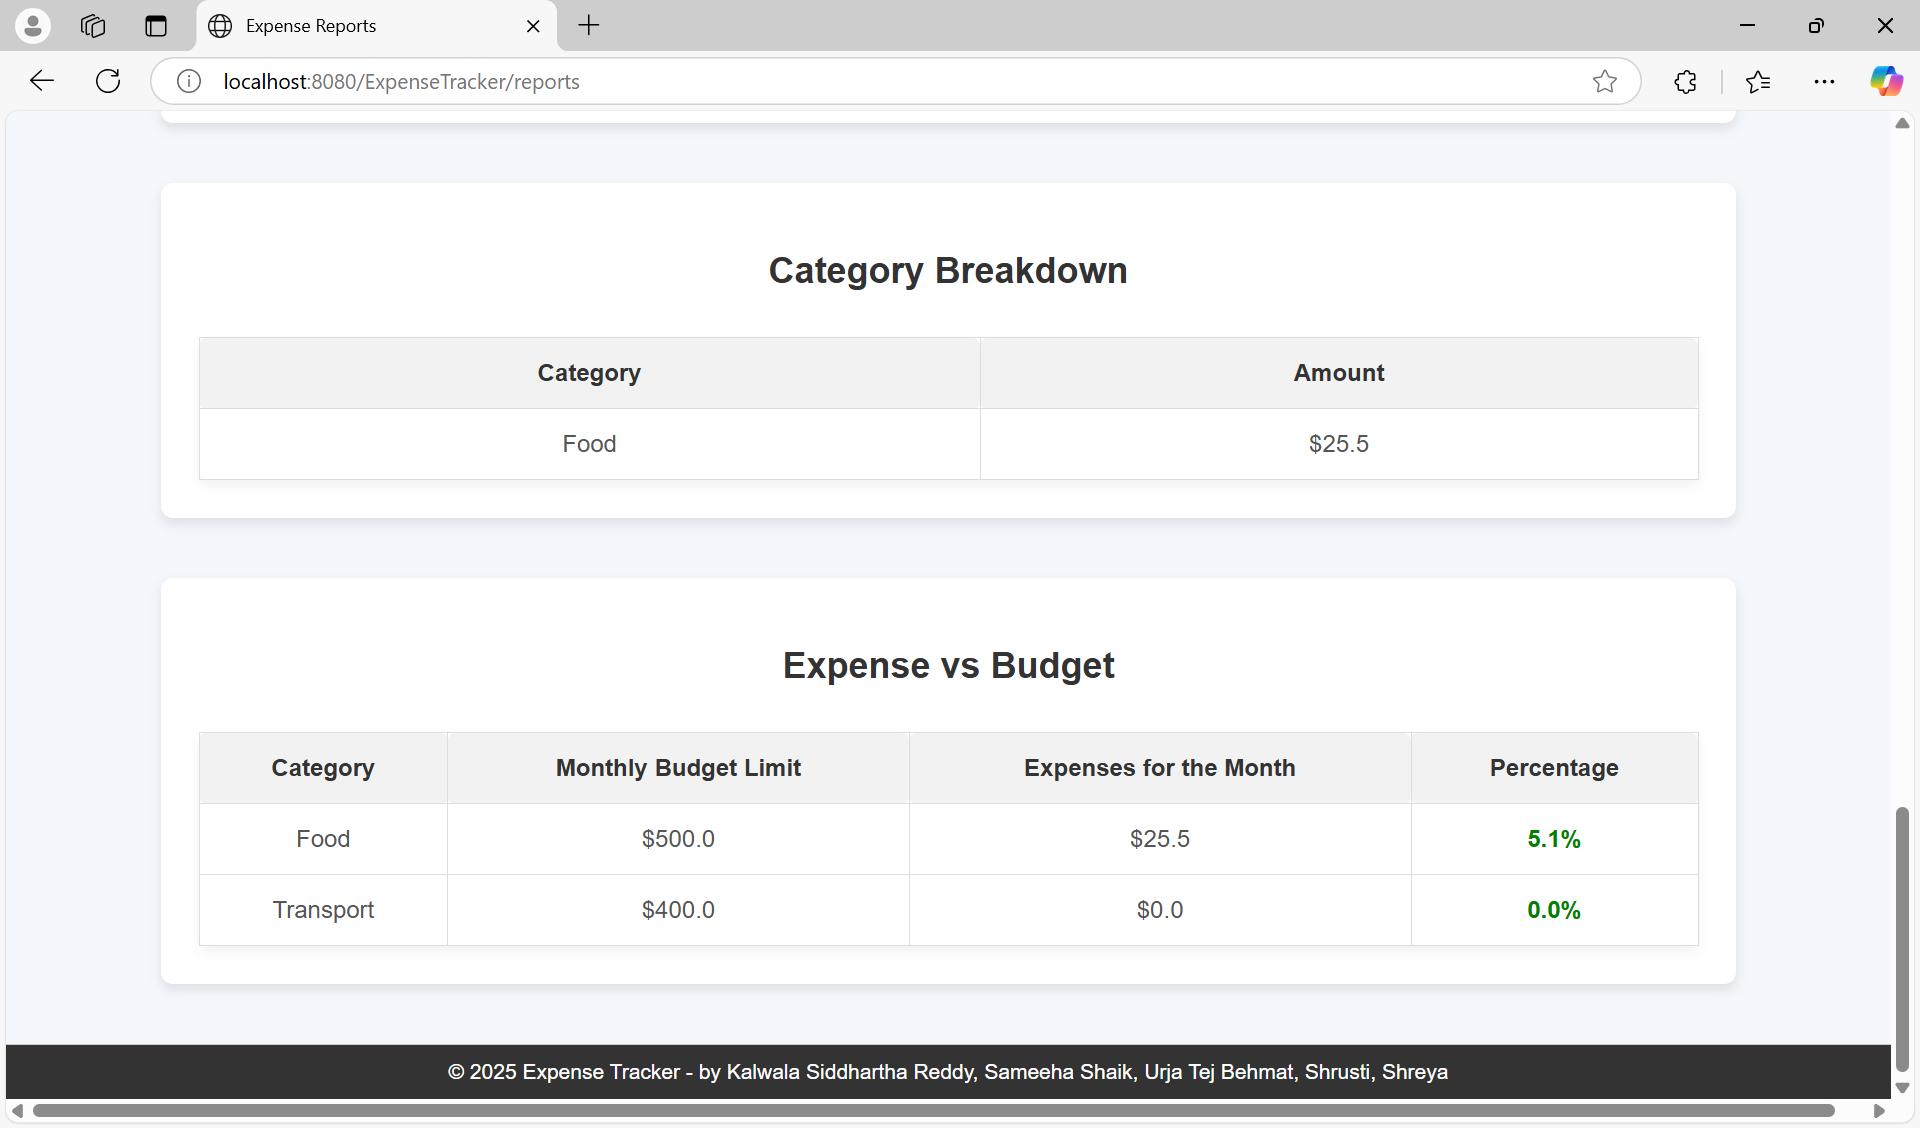 Expense Reports
localhost:8080/ExpenseTracker/reports
Category Breakdown
Category Amount
Food $25.5
Expense vs Budget
Category Monthly Budget Limit Expenses for the Month Percentage
Food $500.0 $25.5 5.1%
Transport $400.0 $0.0 0.0%
© 2025 Expense Tracker - by Kalwala Siddhartha Reddy, Sameeha Shaik, Urja Tej Behmat, Shrusti, Shreya